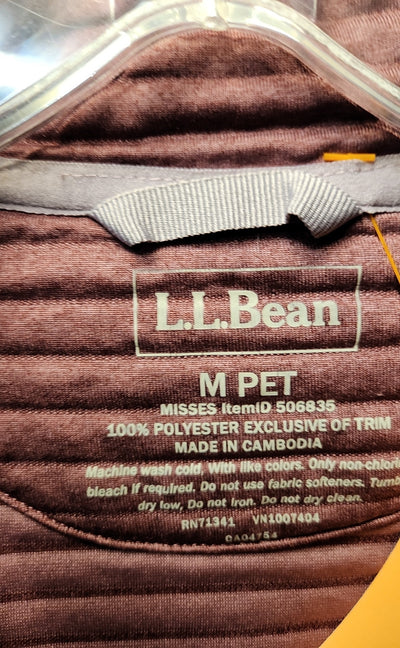 L.L.Bean
M PET
MISSES ItemID 506835
100% POLYESTER EXCLUSIVE OF TRIM
MADE IN CAMBODIA
Machine wash cold. With like colors. Only non-chlori
bleach if required. Do not use fabric softeners. Tumb
dry low, Do not iron. Do not dry clean.
RN71341 VN1007404
CA04754